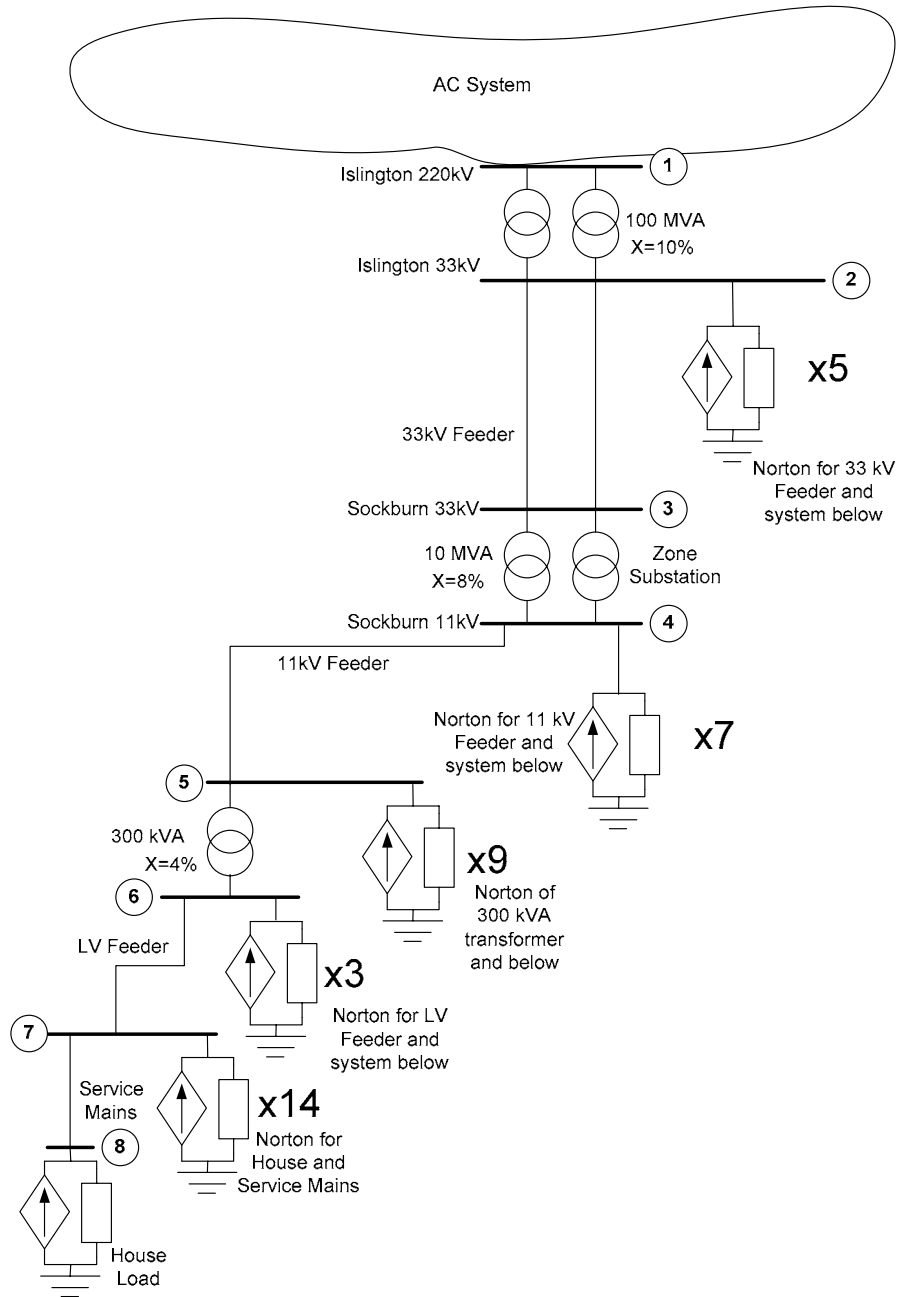 AC System
Islington 220kV
1
100 MVA
X=10%
Islington 33kV
2
x5
33kV Feeder
Norton for 33 kV
Feeder and
system below
Sockburn 33kV
3
10 MVA
X=8%
Zone
Substation
Sockburn 11kV
4
11kV Feeder
Norton for 11 kV
Feeder and
system below
x7
5
300 kVA
X=4%
x9
Norton of
300 kVA
transformer
and below
6
LV Feeder
x3
Norton for LV
Feeder and
system below
7
Service
Mains
x14
Norton for
House and
Service Mains
8
House
Load